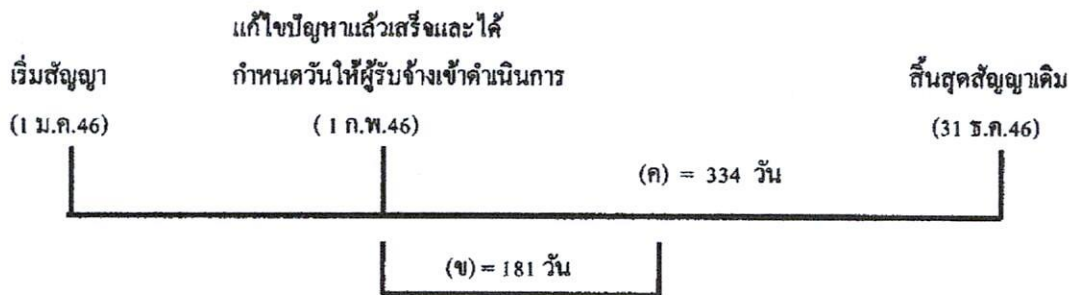 แก้ไขปัญหาแล้วเสร็จและได้
เริ่มสัญญา กำหนดวันให้ผู้รับจ้างเข้าดำเนินการ สิ้นสุดสัญญาเดิม
(1 ม.ค.46) ( 1 ก.พ.46) (31 ธ.ค.46)
(ค) = 334 วัน
(ข) = 181 วัน